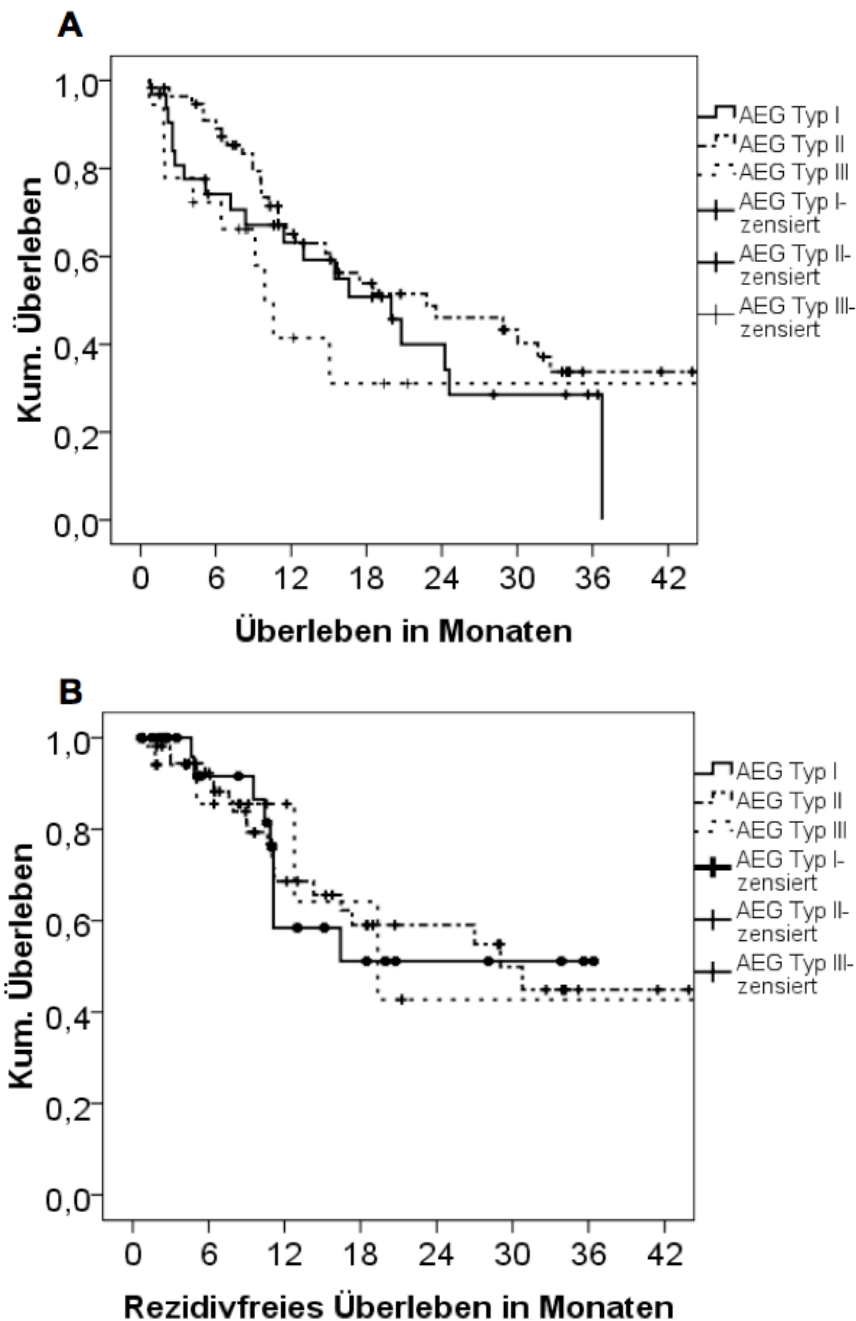 A
1,0
0,8
0,6
0,4
0,2
0,0
Kum. Überleben
0 6 12 18 24 30 36 42
Überleben in Monaten
AEG Typ I
AEG Typ II
AEG Typ III
AEG Typ I-
zensiert
AEG Typ II-
zensiert
AEG Typ III-
zensiert
B
1,0
0,8
0,6
0,4
0,2
0,0
Kum. Überleben
0 6 12 18 24 30 36 42
Rezidivfreies Überleben in Monaten
AEG Typ I
AEG Typ II
AEG Typ III
AEG Typ I-
zensiert
AEG Typ II-
zensiert
AEG Typ III-
zensiert